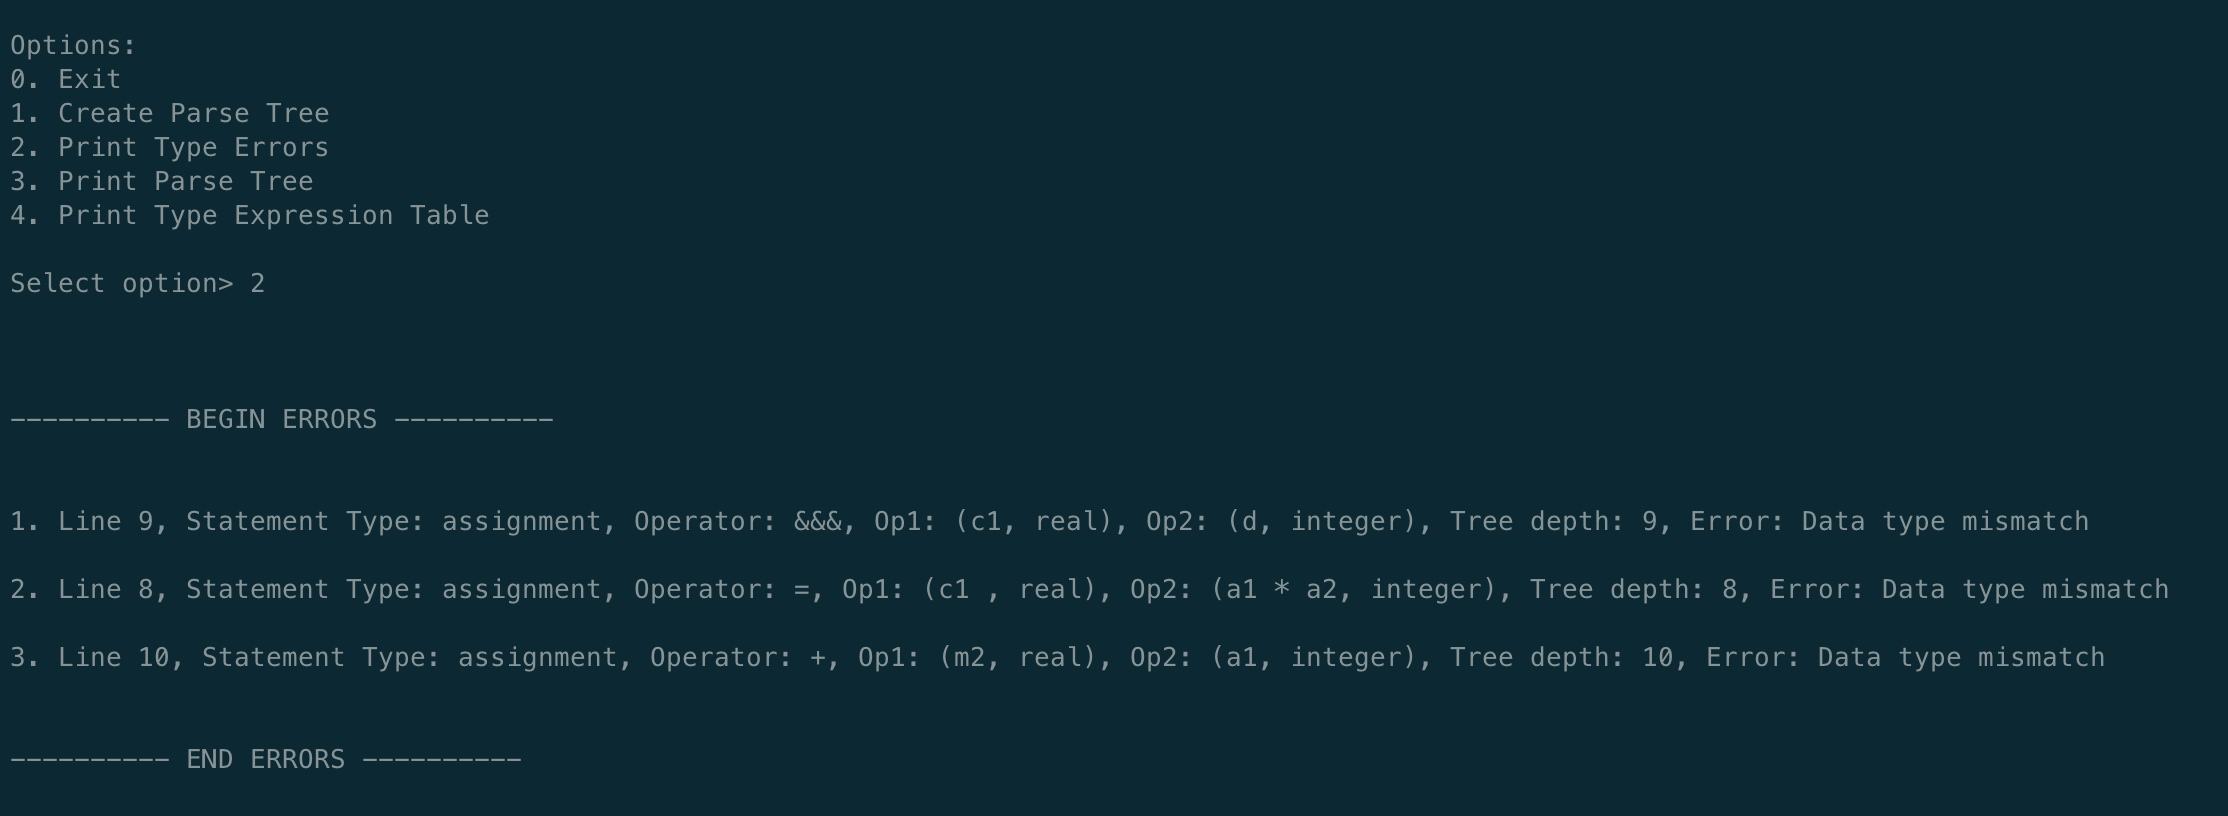 Options:
0. Exit
1. Create Parse Tree
2. Print Type Errors
3. Print Parse Tree
4. Print Type Expression Table
Select option> 2
---------- BEGIN ERRORS ----------
1. Line 9, Statement Type: assignment, Operator: &&&, Op1: (c1, real), Op2: (d, integer), Tree depth: 9, Error: Data type mismatch
2. Line 8, Statement Type: assignment, Operator: =, Op1: (c1 , real), Op2: (a1 * a2, integer), Tree depth: 8, Error: Data type mismatch
3. Line 10, Statement Type: assignment, Operator: +, Op1: (m2, real), Op2: (a1, integer), Tree depth: 10, Error: Data type mismatch
---------- END ERRORS ----------